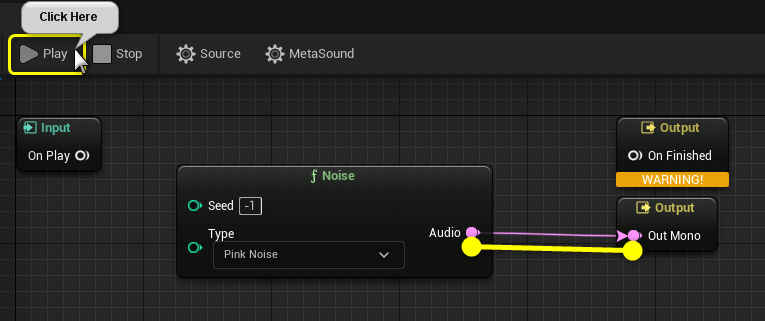 Click Here
Play
Stop
Source
MetaSound
Input
On Play
Output
On Finished
WARNING!
Noise
Seed -1
Type
Pink Noise
Audio
Output
Out Mono